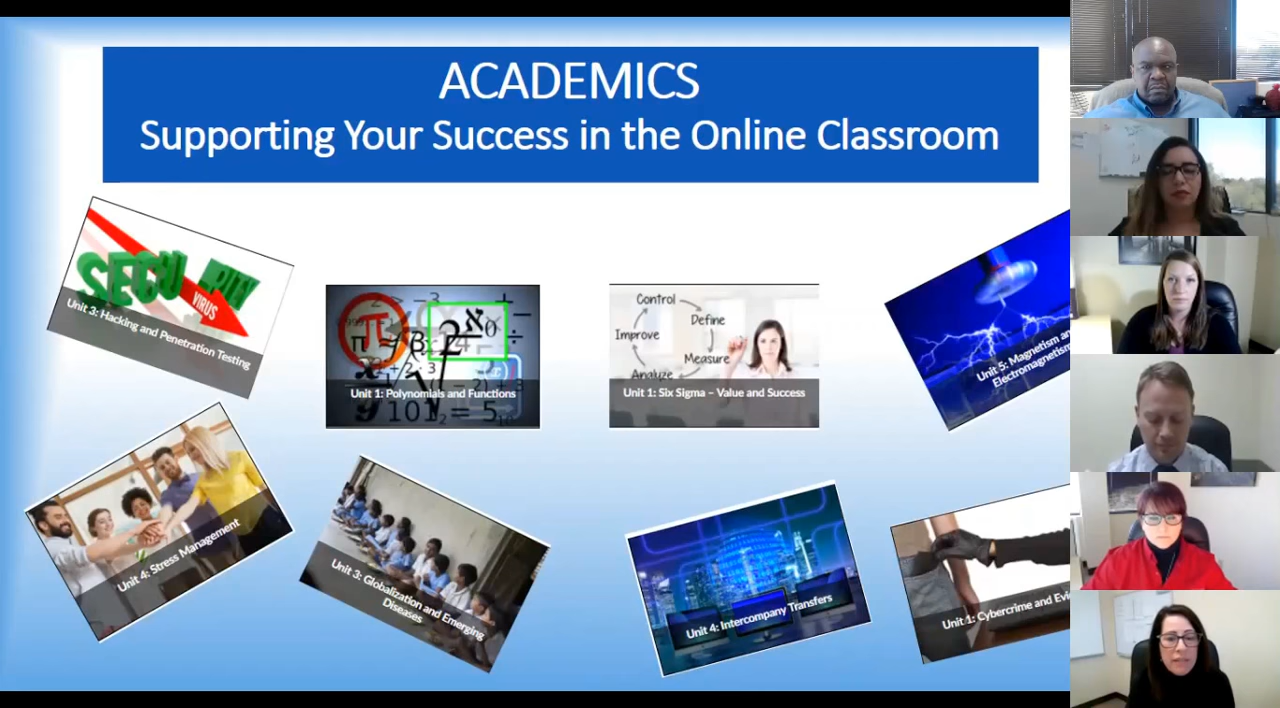 ACADEMICS
Supporting Your Success in the Online Classroom
SECURITY
VIRUS
Unit 3: Hacking and Penetration Testing
Unit 1: Polynomials and Functions
Control
Define
Improve
Measure
Analyze
Unit 1: Six Sigma – Value and Success
Unit 5: Magnetism
Electromagnetism
Unit 4: Stress Management
Unit 3: Globalization and Emerging
Diseases
Unit 4: Intercompany Transfers
Unit 1: Cybercrime and